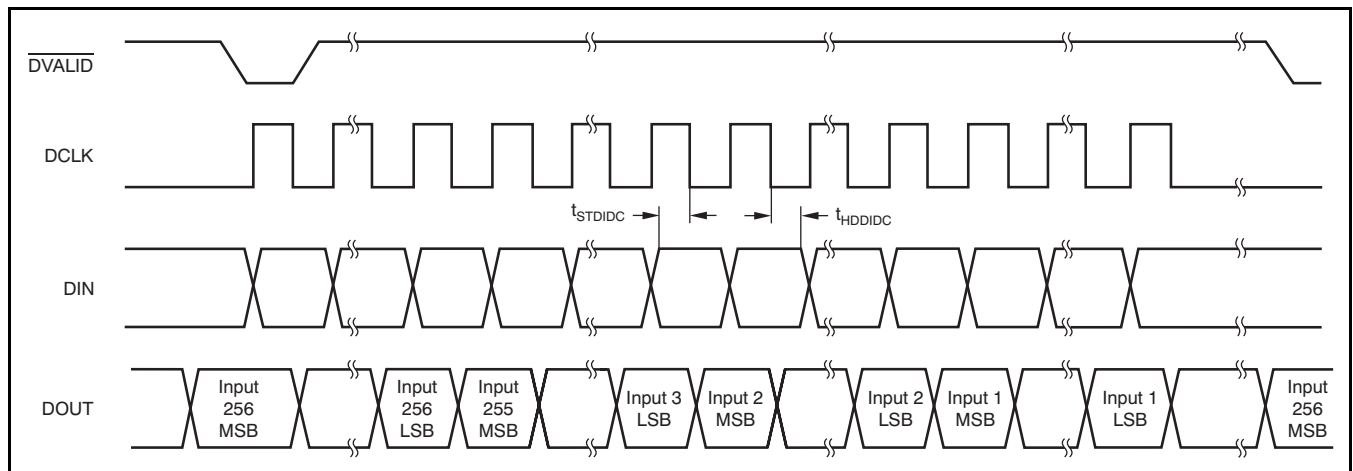 DVALID
DCLK
tSTDIDC
tHDDIDC
DIN
DOUT
Input
256
MSB
Input
256
LSB
Input
255
MSB
Input 3
LSB
Input 2
MSB
Input 2
LSB
Input 1
MSB
Input 1
LSB
Input
256
MSB